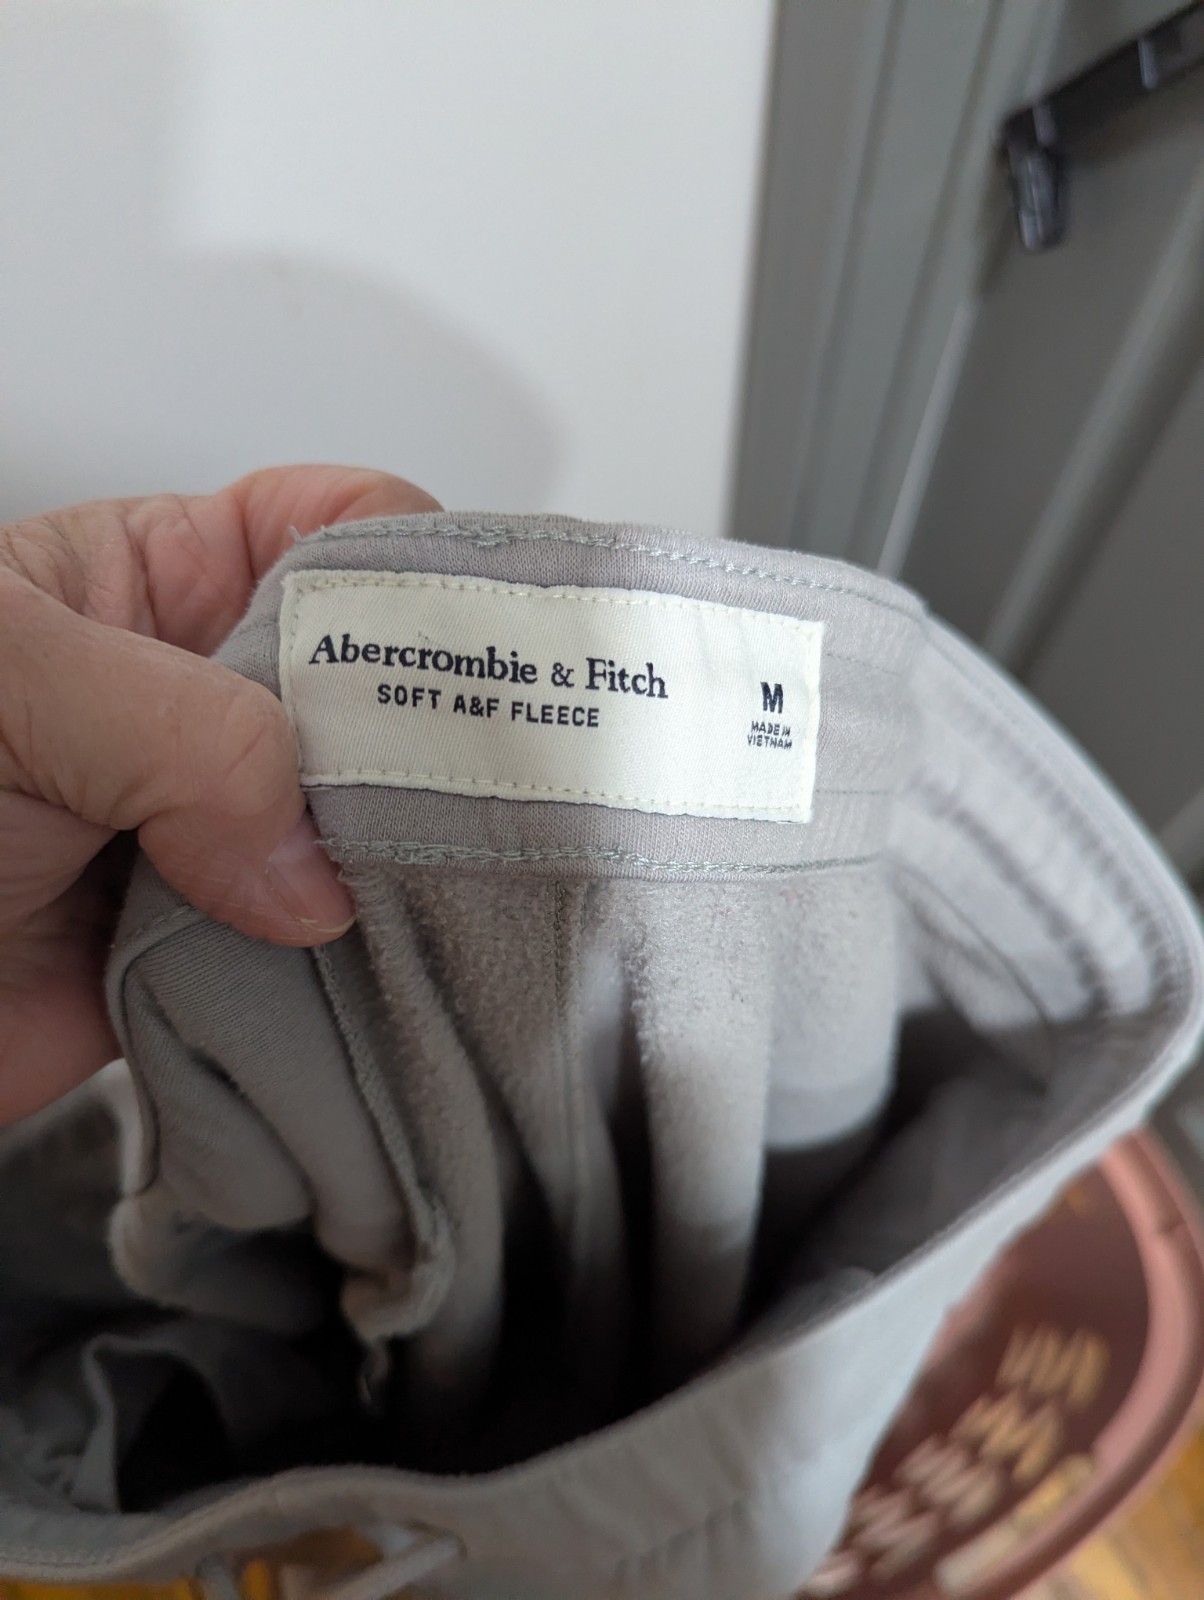 Abercrombie & Fitch
SOFT A&F FLEECE
M
MADE IN
VIETNAM